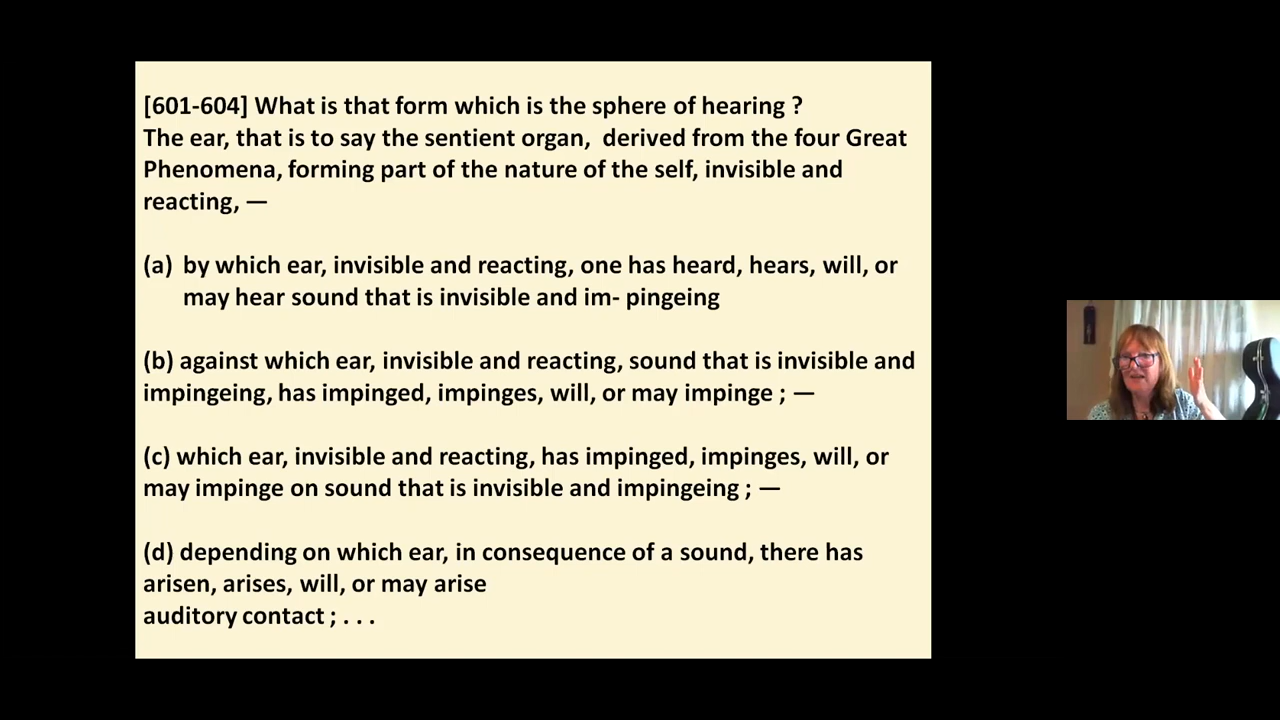 [601-604] What is that form which is the sphere of hearing ?
The ear, that is to say the sentient organ,  derived from the four Great
Phenomena, forming part of the nature of the self, invisible and
reacting, —
(a)  by which ear, invisible and reacting, one has heard, hears, will, or
may hear sound that is invisible and im- pingeing
(b) against which ear, invisible and reacting, sound that is invisible and
impingeing, has impinged, impinges, will, or may impinge ; —
(c) which ear, invisible and reacting, has impinged, impinges, will, or
may impinge on sound that is invisible and impingeing ; —
(d) depending on which ear, in consequence of a sound, there has
arisen, arises, will, or may arise
auditory contact ; . . .